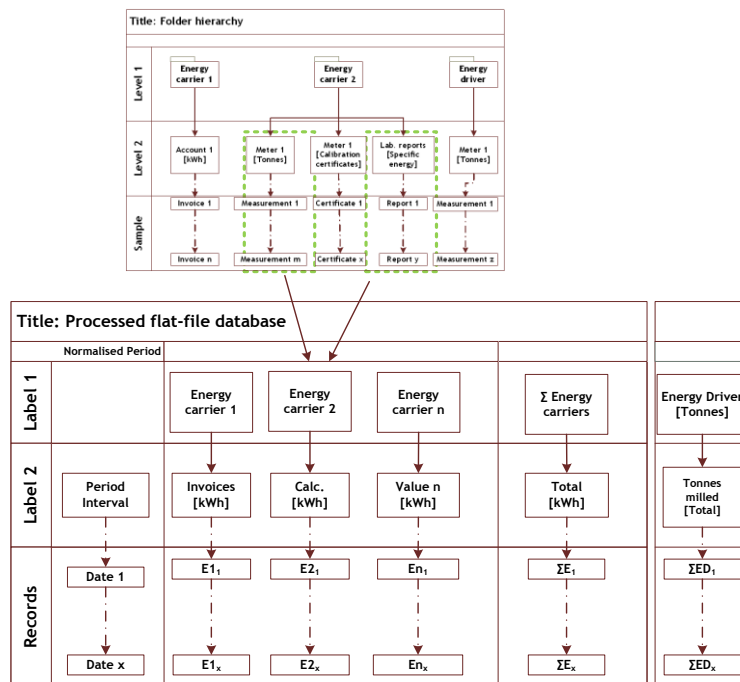 Title: Folder hierarchy
Level 1
Energy
carrier 1
Energy
carrier 2
Energy
driver
Level 2
Account 1
[kWh]
Meter 1
[Tonnes]
Meter 1
[Calibration
certificates]
Lab. reports
[Specific
energy]
Meter 1
[Tonnes]
Sample
Invoice 1
Measurement 1
Certificate 1
Report 1
Measurement 1
Invoice n
Measurement m
Certificate x
Report y
Measurement z
Title: Processed flat-file database
Normalised Period
Label 1
Energy
carrier 1
Energy
carrier 2
Energy
carrier n
Σ Energy
carriers
Energy Driver
[Tonnes]
Label 2
Period
Interval
Invoices
[kWh]
Calc.
[kWh]
Value n
[kWh]
Total
[kWh]
Tonnes
milled
[Total]
Records
Date 1
E1₁
E2₁
En₁
ΣE₁
ΣED₁
Date x
E1ₓ
E2ₓ
Enₓ
ΣEₓ
ΣEDₓ